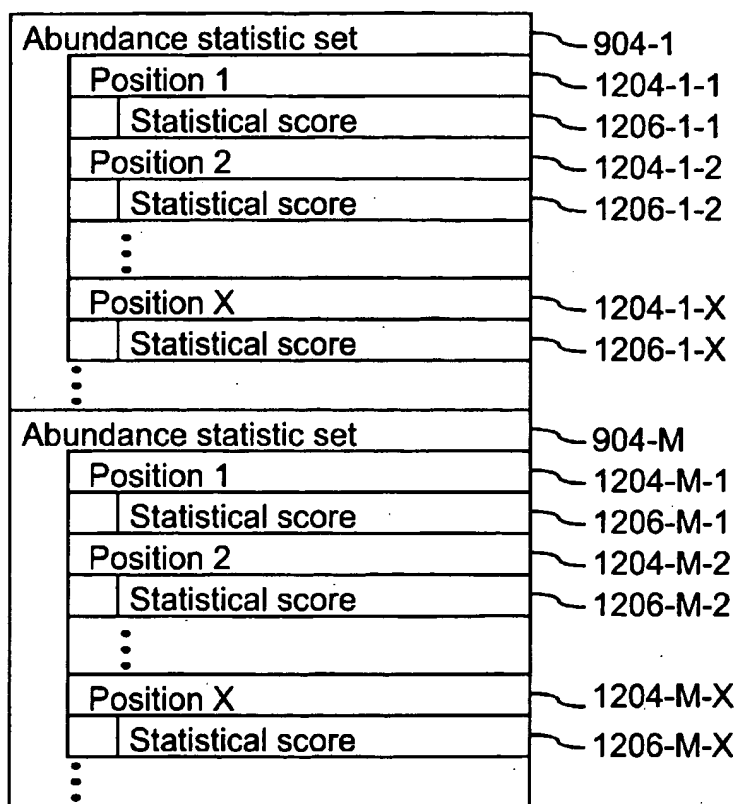 Abundance statistic set 904-1
Position 1 1204-1-1
Statistical score 1206-1-1
Position 2 1204-1-2
Statistical score 1206-1-2
Position X 1204-1-X
Statistical score 1206-1-X
Abundance statistic set 904-M
Position 1 1204-M-1
Statistical score 1206-M-1
Position 2 1204-M-2
Statistical score 1206-M-2
Position X 1204-M-X
Statistical score 1206-M-X